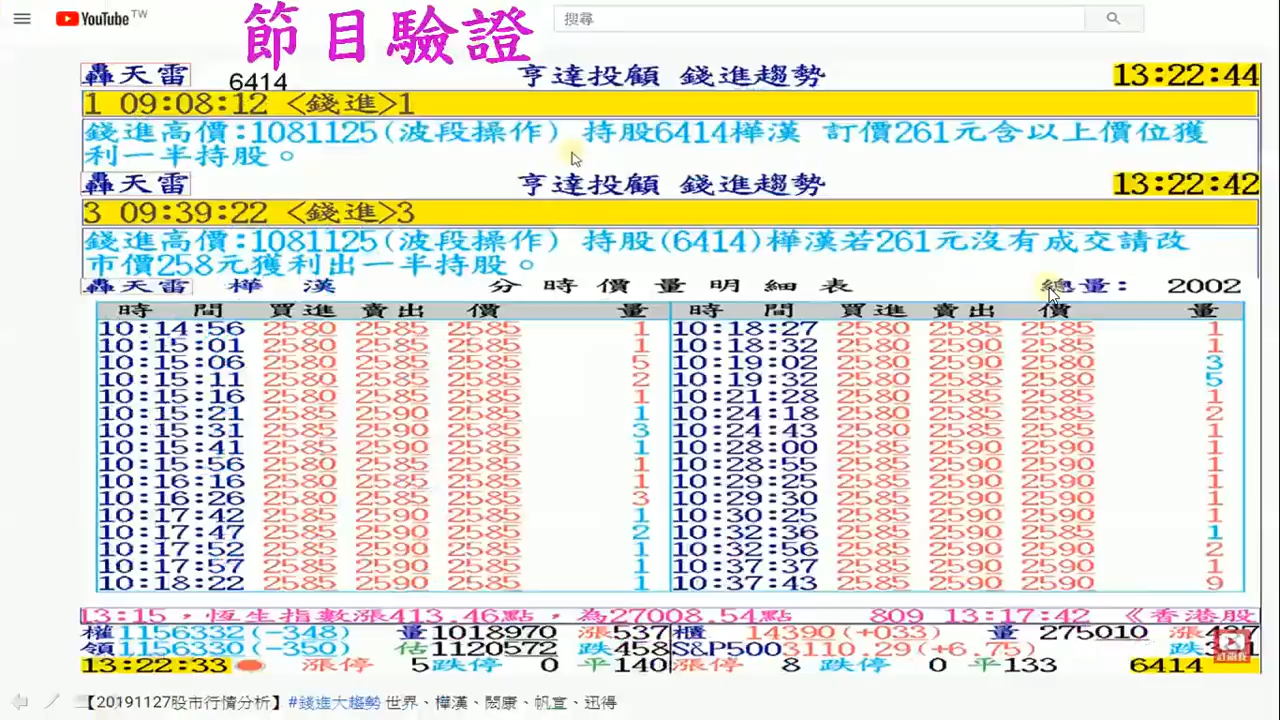 YouTube TW
搜尋
節目驗證
轟天雷 6414 亨達投顧 錢進趨勢 13:22:44
1 09:08:12 <錢進>1
錢進高價:1081125(波段操作) 持股6414樺漢 訂價261元含以上價位獲
利一半持股。
轟天雷 亨達投顧 錢進趨勢 13:22:42
3 09:39:22 <錢進>3
錢進高價:1081125(波段操作) 持股(6414)樺漢若261元沒有成交請改
市價258元獲利出一半持股。
轟天雷 樺漢 分時價量明細表 總量: 2002
時間 買進 賣出 價 量 時間 買進 賣出 價 量
10:14:56 2580 2585 2585 1 10:18:27 2580 2585 2585 1
10:15:01 2580 2585 2585 1 10:18:32 2580 2590 2585 1
10:15:06 2580 2585 2585 5 10:19:02 2580 2585 2580 3
10:15:11 2580 2585 2585 2 10:19:32 2580 2585 2580 5
10:15:16 2580 2585 2585 1 10:21:28 2580 2585 2585 1
10:15:21 2585 2590 2585 1 10:24:18 2580 2585 2585 2
10:15:31 2585 2590 2585 3 10:24:43 2580 2585 2585 1
10:15:41 2585 2590 2585 1 10:28:00 2585 2590 2590 1
10:15:56 2580 2585 2585 1 10:28:55 2585 2590 2590 1
10:16:16 2580 2585 2585 1 10:29:25 2585 2590 2590 1
10:16:26 2580 2585 2585 3 10:29:30 2585 2590 2590 1
10:17:42 2585 2590 2585 1 10:30:25 2585 2590 2590 1
10:17:47 2585 2590 2585 2 10:32:36 2585 2590 2585 1
10:17:52 2585 2590 2585 1 10:32:56 2585 2590 2590 2
10:17:57 2585 2590 2585 1 10:37:37 2585 2590 2590 1
10:18:22 2585 2590 2585 1 10:37:43 2585 2590 2590 9
13:15，恆生指數漲413.46點，為27008.54點 809 13:17:42 《香港股
權1156332(-348) 量1018970 漲537 櫃 14390(+033) 量 275010 漲
領1156330(-350) 估1120572 跌458 S&P500 3110.29(+6.75) 跌
13:22:33 漲停 5跌停 0 平140 漲停 8 跌停 0 平133 6414
【20191127股市行情分析】#錢進大趨勢 世界、樺漢、閎康、帆宣、迅得